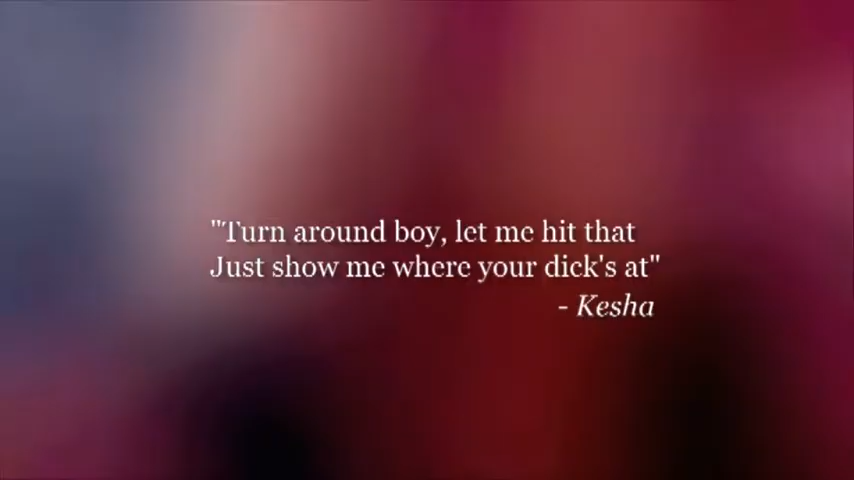 "Turn around boy, let me hit that
Just show me where your dick's at"
- Kesha